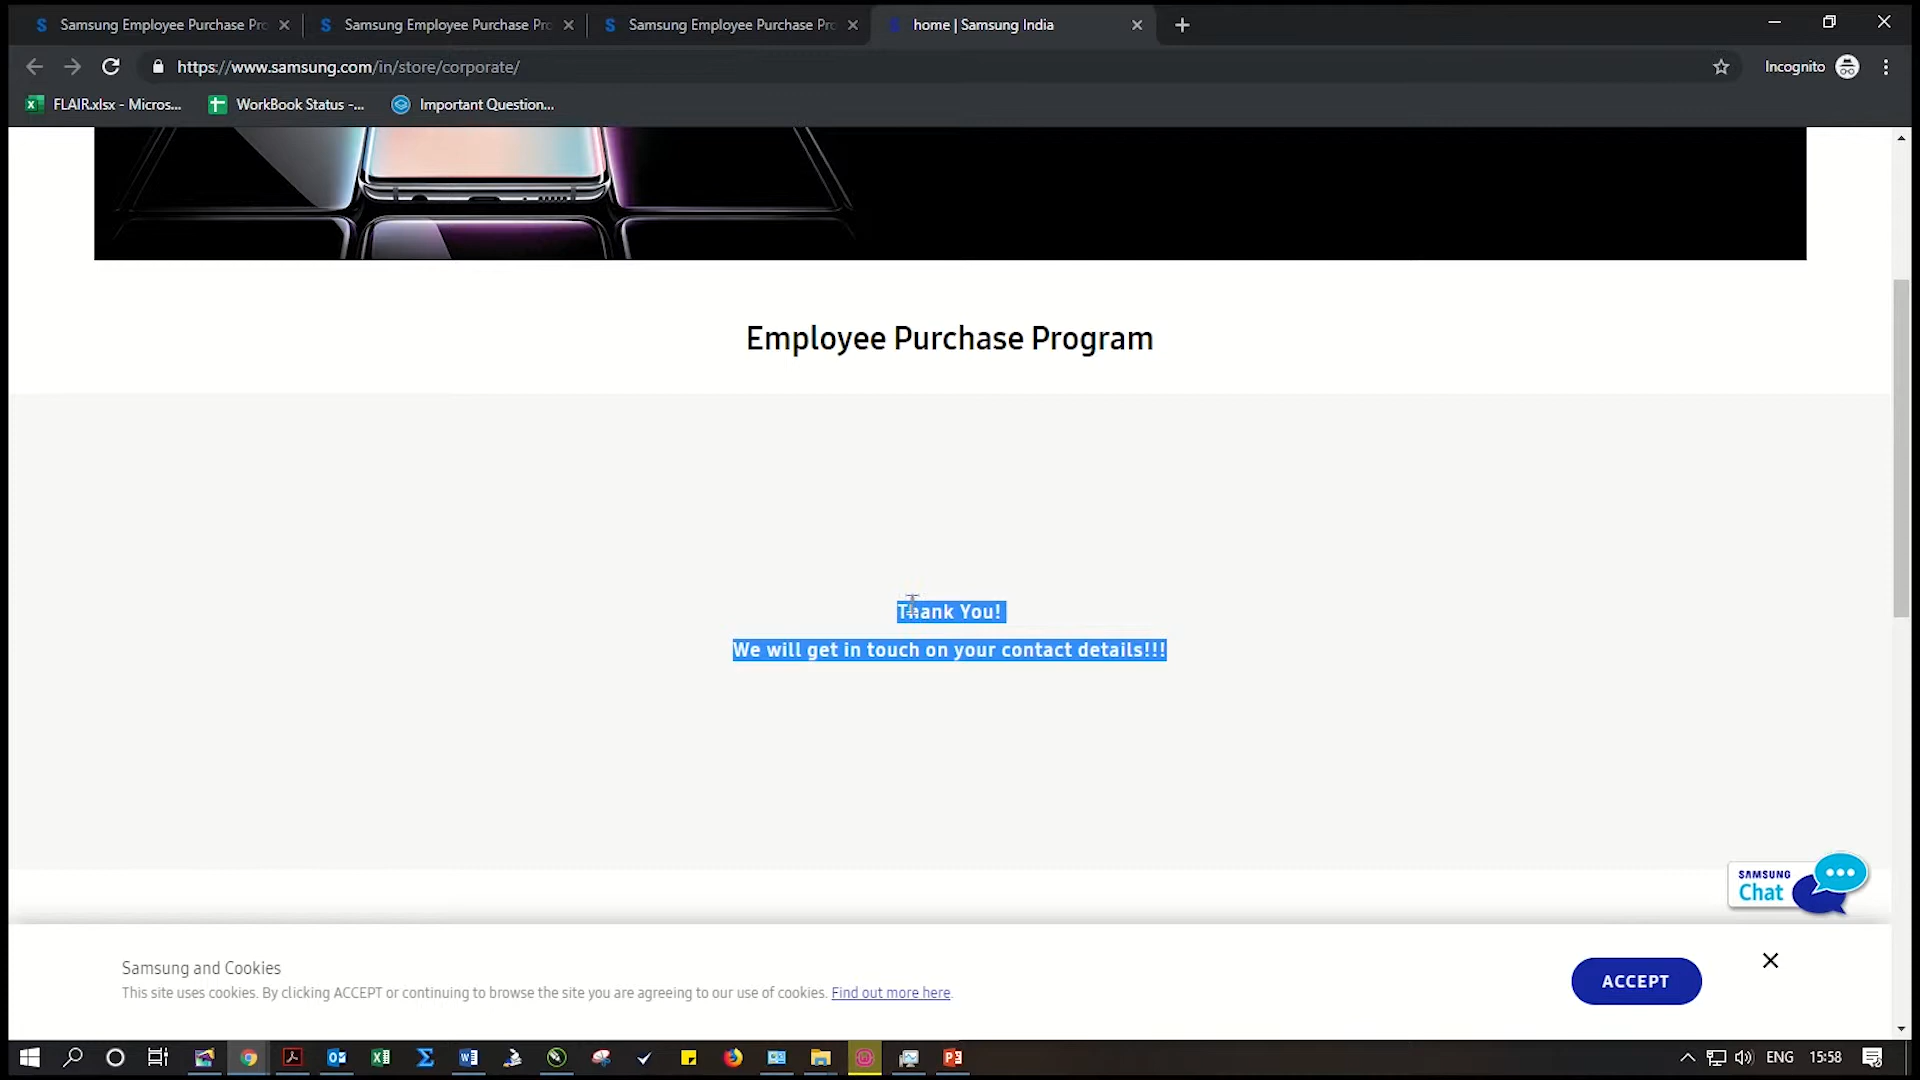 Samsung Employee Purchase Pro
Samsung Employee Purchase Pro
Samsung Employee Purchase Pro
home | Samsung India
https://www.samsung.com/in/store/corporate/
Incognito
FLAIR.xlsx - Micros...
WorkBook Status -...
Important Question...
Employee Purchase Program
Thank You!
We will get in touch on your contact details!!!
SAMSUNG
Chat
Samsung and Cookies
This site uses cookies. By clicking ACCEPT or continuing to browse the site you are agreeing to our use of cookies. Find out more here.
ACCEPT
ENG
15:58